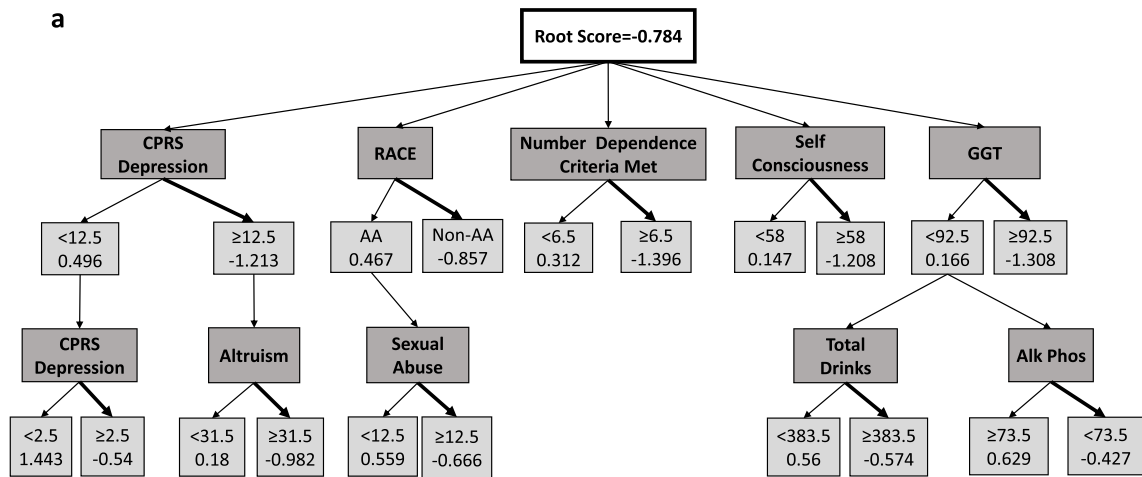 a
Root Score=-0.784
CPRS
Depression
RACE
Number Dependence
Criteria Met
Self
Consciousness
GGT
<12.5
0.496
≥12.5
-1.213
AA
0.467
Non-AA
-0.857
<6.5
0.312
≥6.5
-1.396
<58
0.147
≥58
-1.208
<92.5
0.166
≥92.5
-1.308
CPRS
Depression
Altruism
Sexual
Abuse
Total
Drinks
Alk Phos
<2.5
1.443
≥2.5
-0.54
<31.5
0.18
≥31.5
-0.982
<12.5
0.559
≥12.5
-0.666
<383.5
0.56
≥383.5
-0.574
≥73.5
0.629
<73.5
-0.427